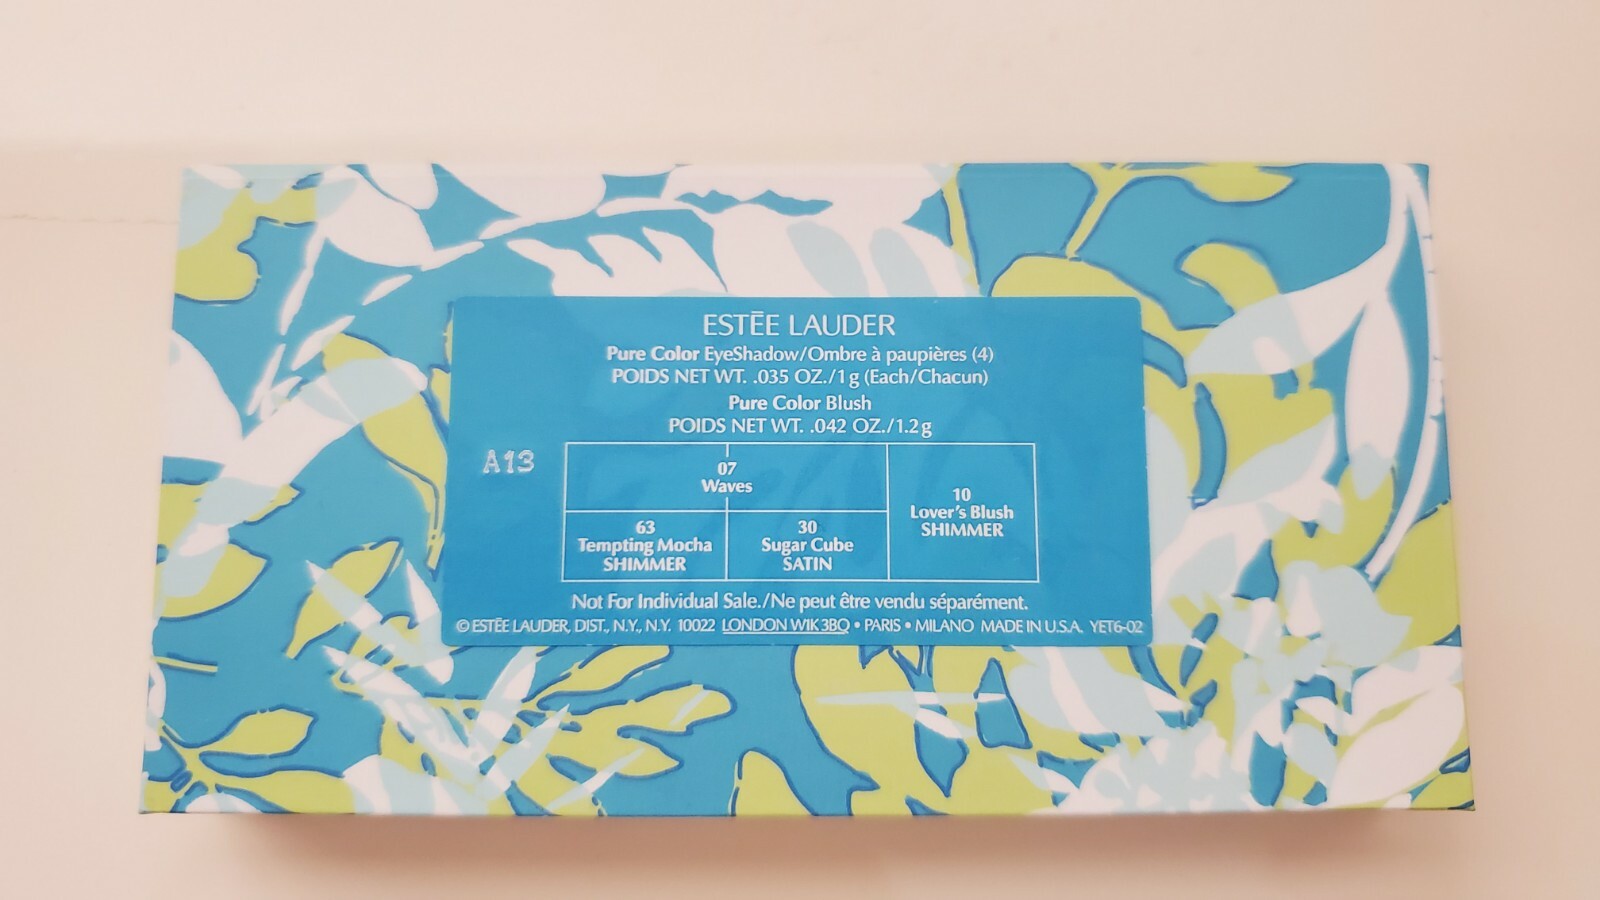 ESTĒE LAUDER
Pure Color EyeShadow/Ombre à paupières (4)
POIDS NET WT. .035 OZ./1g (Each/Chacun)
Pure Color Blush
POIDS NET WT. .042 OZ./1.2g
A13
07
Waves
10
Lover's Blush
SHIMMER
63
Tempting Mocha
SHIMMER
30
Sugar Cube
SATIN
Not For Individual Sale./Ne peut être vendu séparément.
© ESTĒE LAUDER, DIST., N.Y., N.Y. 10022 LONDON W1K 3BQ • PARIS • MILANO MADE IN U.S.A. YET6-02